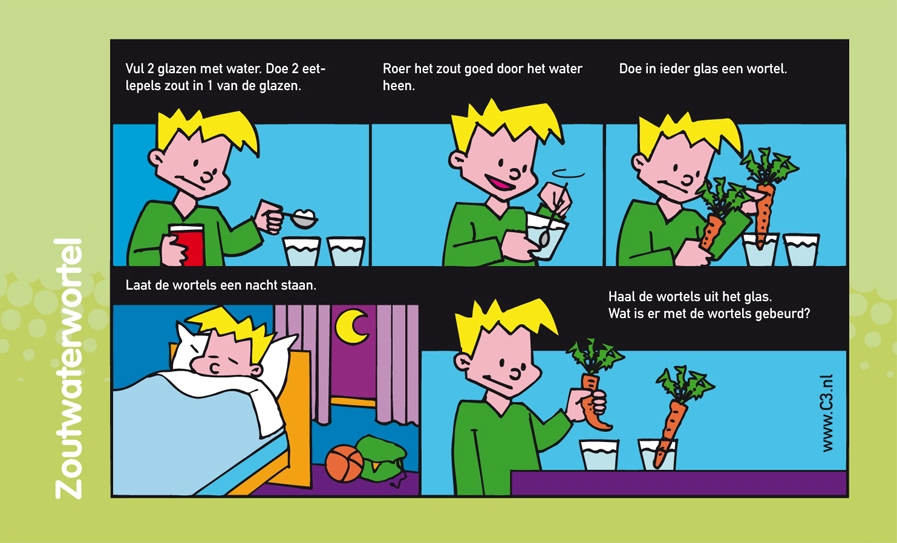 Zoutwaterwortel
Vul 2 glazen met water. Doe 2 eet-
lepels zout in 1 van de glazen.
Roer het zout goed door het water
heen.
Doe in ieder glas een wortel.
Laat de wortels een nacht staan.
Haal de wortels uit het glas.
Wat is er met de wortels gebeurd?
www.C3.nl